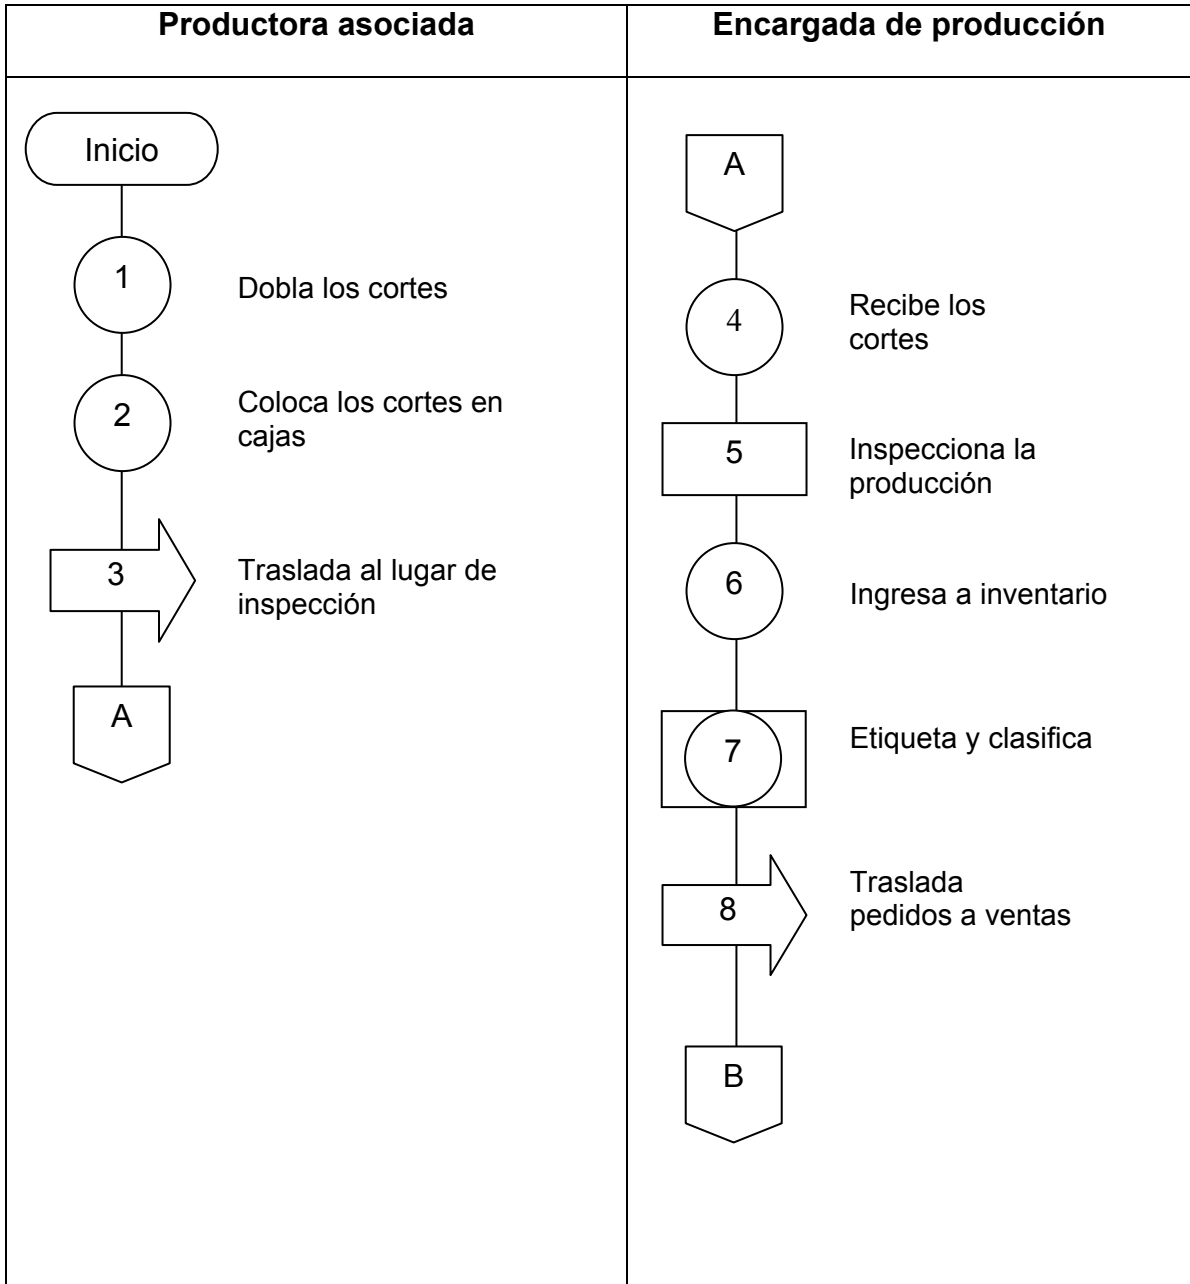 Productora asociada
Encargada de producción
Inicio
1
Dobla los cortes
2
Coloca los cortes en
cajas
3
Traslada al lugar de
inspección
A
A
4
Recibe los
cortes
5
Inspecciona la
producción
6
Ingresa a inventario
7
Etiqueta y clasifica
8
Traslada
pedidos a ventas
B